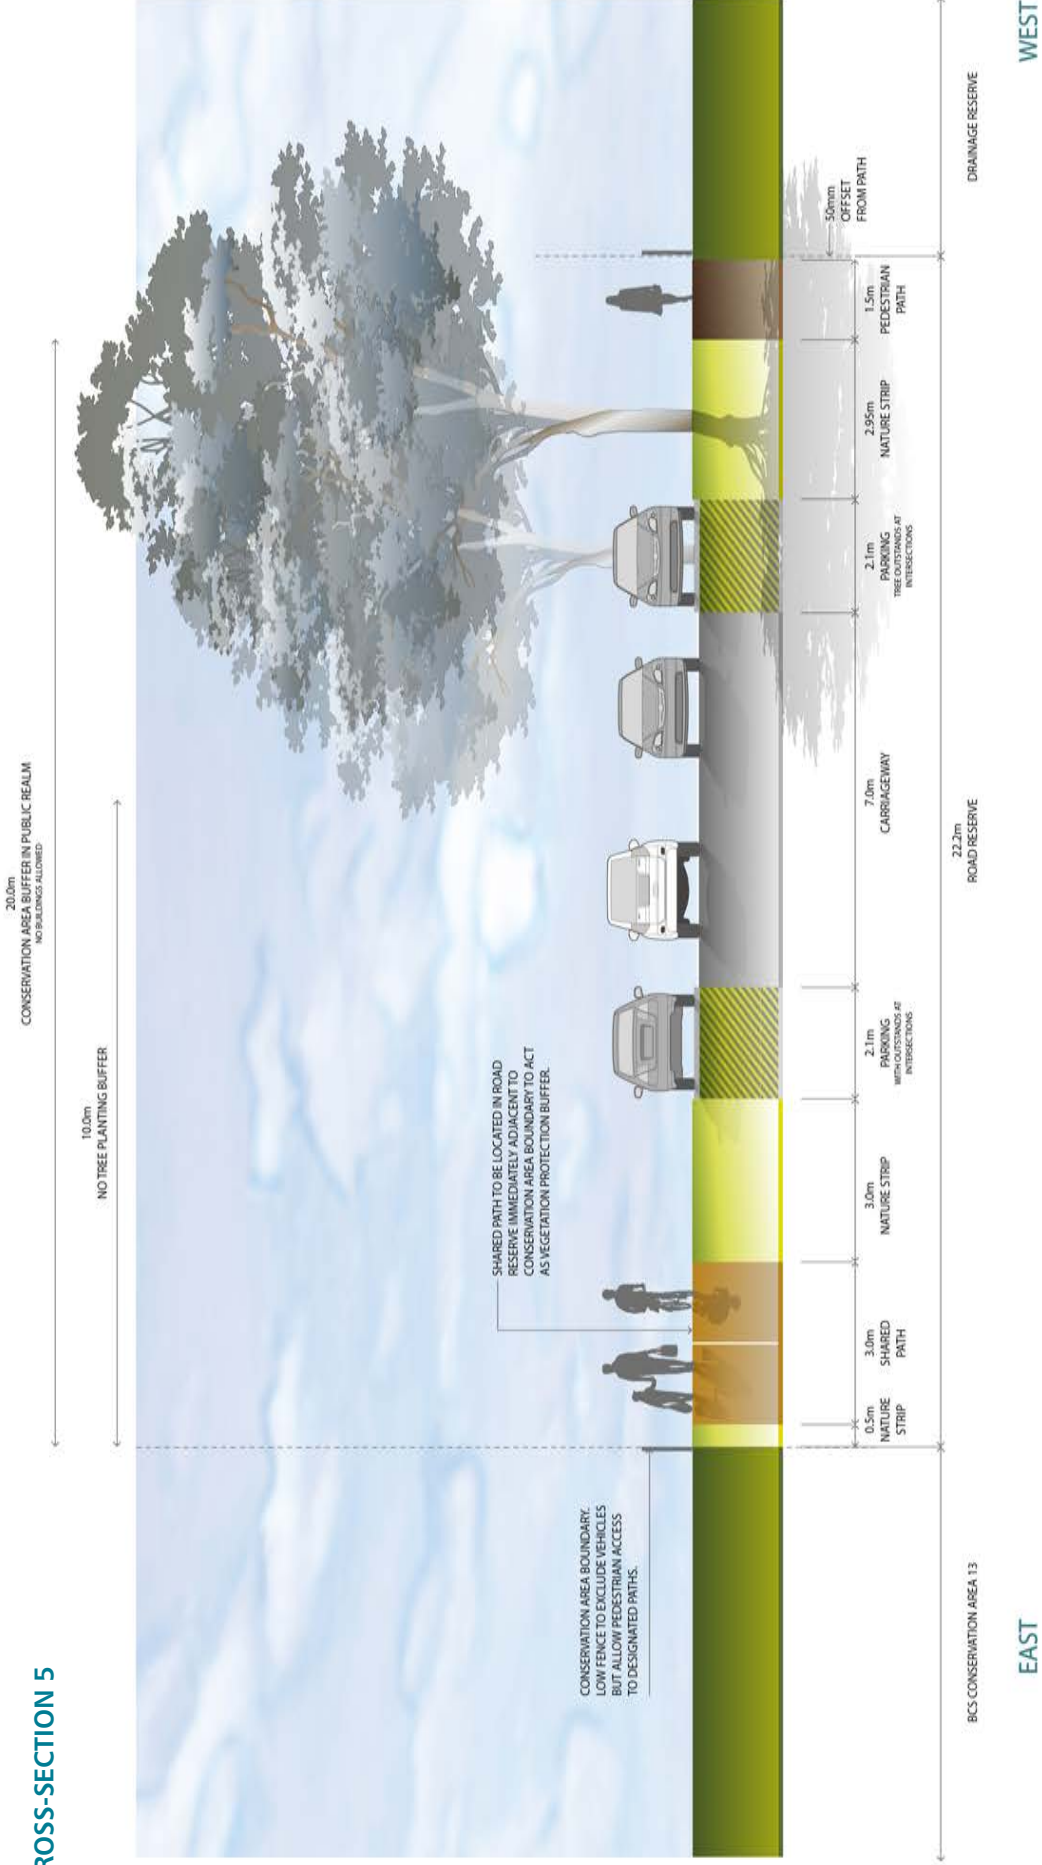 ROSS-SECTION 5
20.0m
CONSERVATION AREA BUFFER IN PUBLIC REALM
NO BUILDINGS ALLOWED
10.0m
NO TREE PLANTING BUFFER
CONSERVATION AREA BOUNDARY.
LOW FENCE TO EXCLUDE VEHICLES
BUT ALLOW PEDESTRIAN ACCESS
TO DESIGNATED PATHS.
SHARED PATH TO BE LOCATED IN ROAD
RESERVE IMMEDIATELY ADJACENT TO
CONSERVATION AREA BOUNDARY TO ACT
AS VEGETATION PROTECTION BUFFER.
50mm
OFFSET
FROM PATH
0.5m
NATURE
STRIP
3.0m
SHARED
PATH
3.0m
NATURE STRIP
2.1m
PARKING
WITH OUTSTANDS AT
INTERSECTIONS
7.0m
CARRIAGEWAY
2.1m
PARKING
TREE OUTSTANDS AT
INTERSECTIONS
2.95m
NATURE STRIP
1.5m
PEDESTRIAN
PATH
BCS CONSERVATION AREA 13
22.2m
ROAD RESERVE
DRAINAGE RESERVE
EAST
WEST